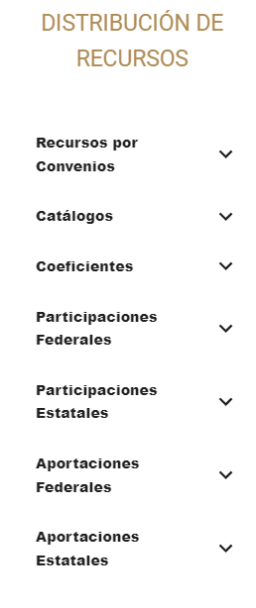 DISTRIBUCIÓN DE
RECURSOS
Recursos por
Convenios
Catálogos
Coeficientes
Participaciones
Federales
Participaciones
Estatales
Aportaciones
Federales
Aportaciones
Estatales